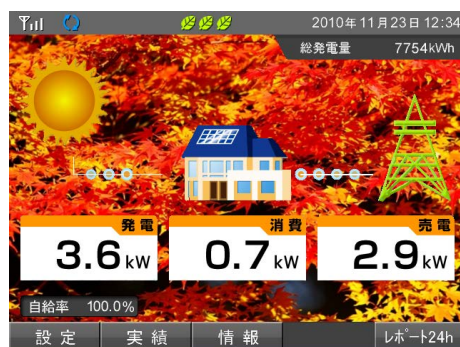 2010年11月23日 12:34
総発電量 7754kWh
発電 消費 売電
3.6kW 0.7kW 2.9kW
自給率 100.0%
設定 実績 情報 ﾚﾎﾟｰﾄ24h